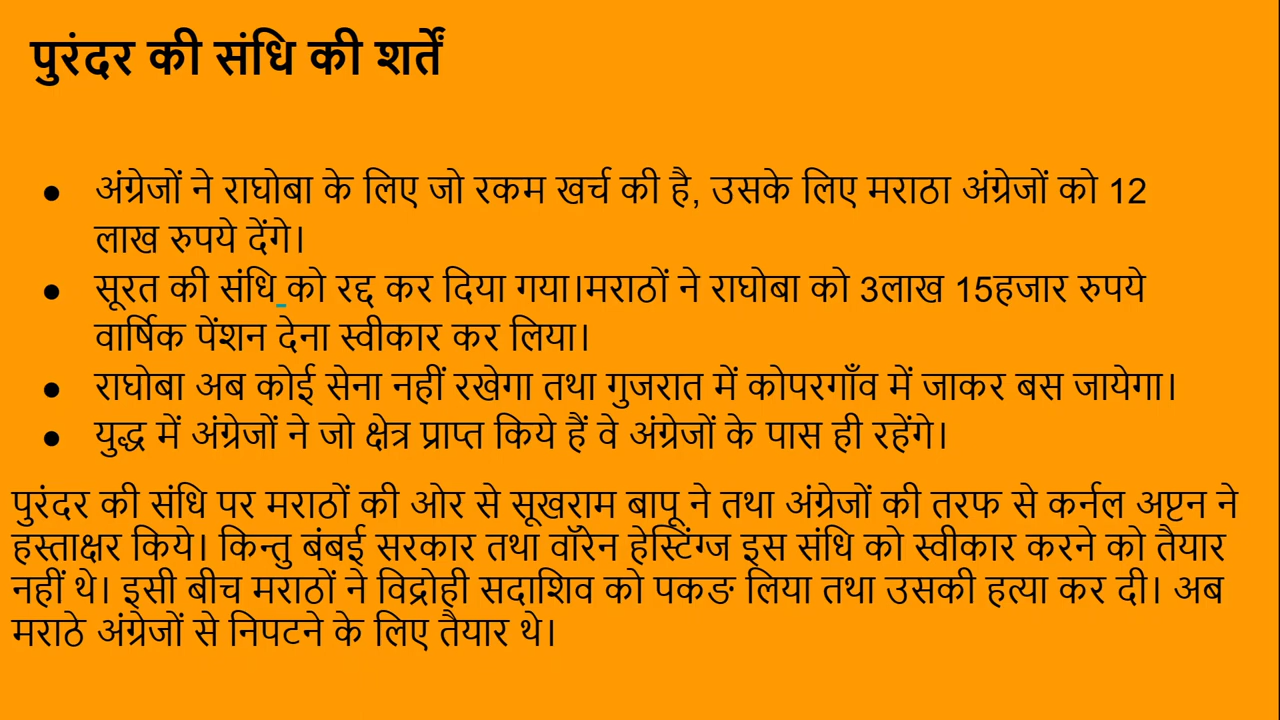 पुरंदर की संधि की शर्तें
● अंग्रेजों ने राघोबा के लिए जो रकम खर्च की है, उसके लिए मराठा अंग्रेजों को 12
लाख रुपये देंगे।
● सूरत की संधि को रद्द कर दिया गया।मराठों ने राघोबा को 3लाख 15हजार रुपये
वार्षिक पेंशन देना स्वीकार कर लिया।
● राघोबा अब कोई सेना नहीं रखेगा तथा गुजरात में कोपरगाँव में जाकर बस जायेगा।
● युद्ध में अंग्रेजों ने जो क्षेत्र प्राप्त किये हैं वे अंग्रेजों के पास ही रहेंगे।
पुरंदर की संधि पर मराठों की ओर से सूखराम बापू ने तथा अंग्रेजों की तरफ से कर्नल अप्टन ने
हस्ताक्षर किये। किन्तु बंबई सरकार तथा वॉरेन हेस्टिंग्ज इस संधि को स्वीकार करने को तैयार
नहीं थे। इसी बीच मराठों ने विद्रोही सदाशिव को पकङ लिया तथा उसकी हत्या कर दी। अब
मराठे अंग्रेजों से निपटने के लिए तैयार थे।